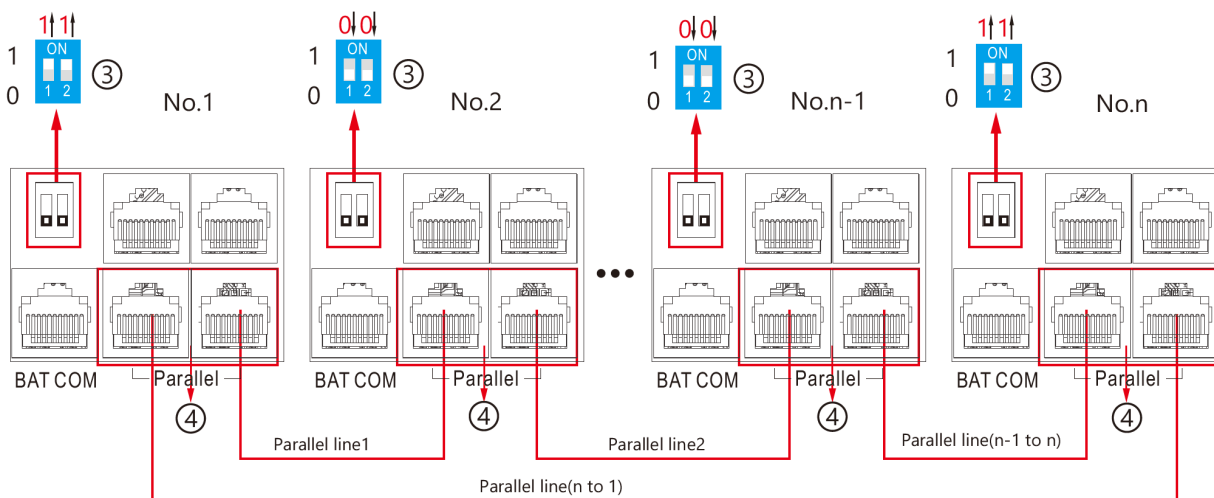 1 1
0 0
0 0
1 1
1 ON
1 ON
1 ON
1 ON
0 1 2
0 1 2
0 1 2
0 1 2
③
③
③
③
No.1
No.2
No.n-1
No.n
•••
BAT COM
Parallel
BAT COM
Parallel
BAT COM
Parallel
BAT COM
Parallel
④
④
④
④
Parallel line1
Parallel line2
Parallel line(n-1 to n)
Parallel line(n to 1)